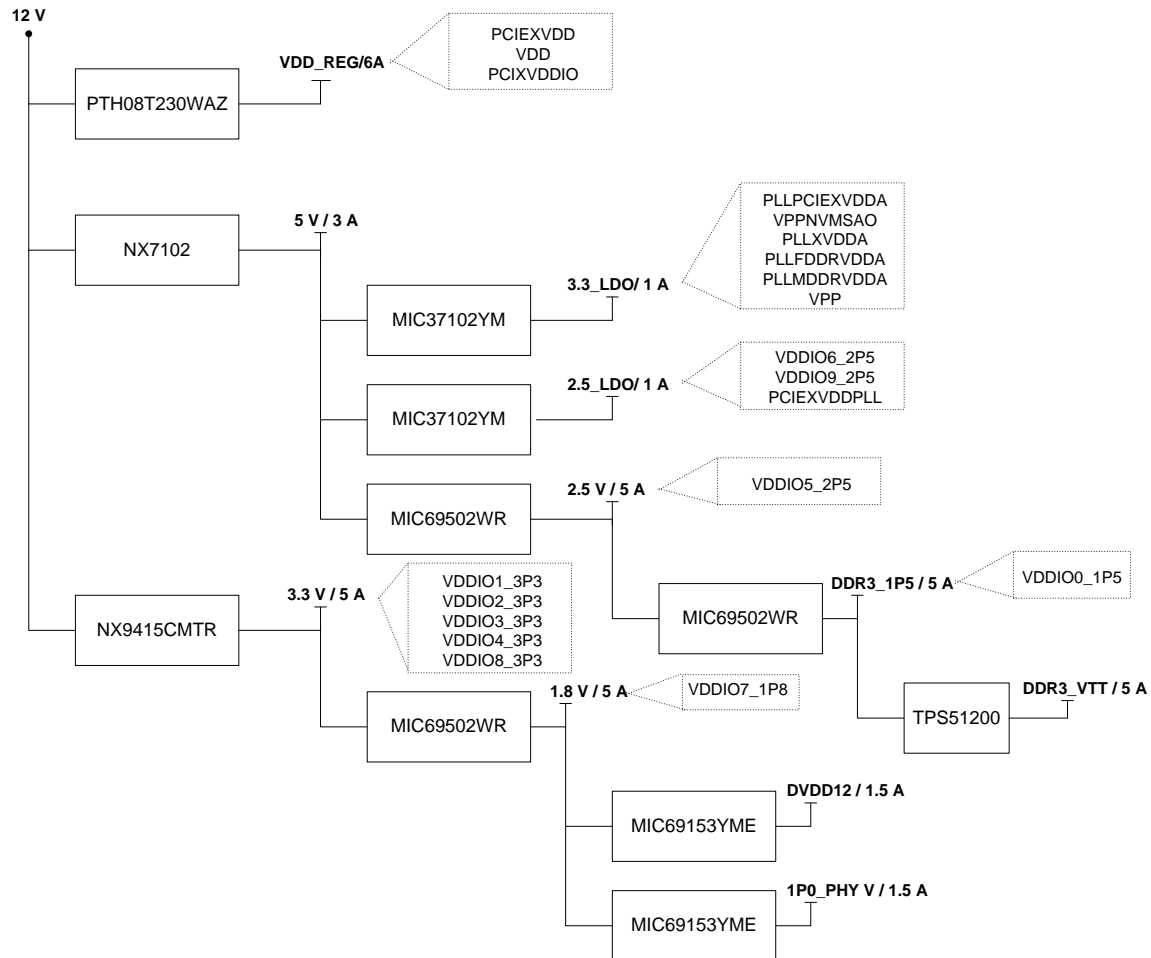 12 V
PTH08T230WAZ
VDD_REG/6A
PCIEXVDD
VDD
PCIXVDDIO
NX7102
5 V / 3 A
MIC37102YM
3.3_LDO/ 1 A
PLLPCIEXVDDA
VPPNVMSAO
PLLXVDDA
PLLFDDRVDDA
PLLMDDRVDDA
VPP
MIC37102YM
2.5_LDO/ 1 A
VDDIO6_2P5
VDDIO9_2P5
PCIEXVDDPLL
MIC69502WR
2.5 V / 5 A
VDDIO5_2P5
MIC69502WR
DDR3_1P5 / 5 A
VDDIO0_1P5
TPS51200
DDR3_VTT / 5 A
NX9415CMTR
3.3 V / 5 A
VDDIO1_3P3
VDDIO2_3P3
VDDIO3_3P3
VDDIO4_3P3
VDDIO8_3P3
MIC69502WR
1.8 V / 5 A
VDDIO7_1P8
MIC69153YME
DVDD12 / 1.5 A
MIC69153YME
1P0_PHY V / 1.5 A